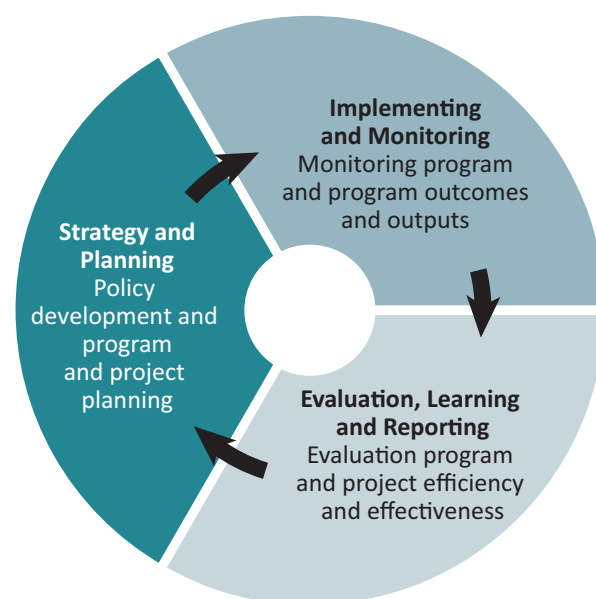 Strategy and
Planning
Policy
development and
program
and project
planning
Implementing
and Monitoring
Monitoring program
and program outcomes
and outputs
Evaluation, Learning
and Reporting
Evaluation program
and project efficiency
and effectiveness